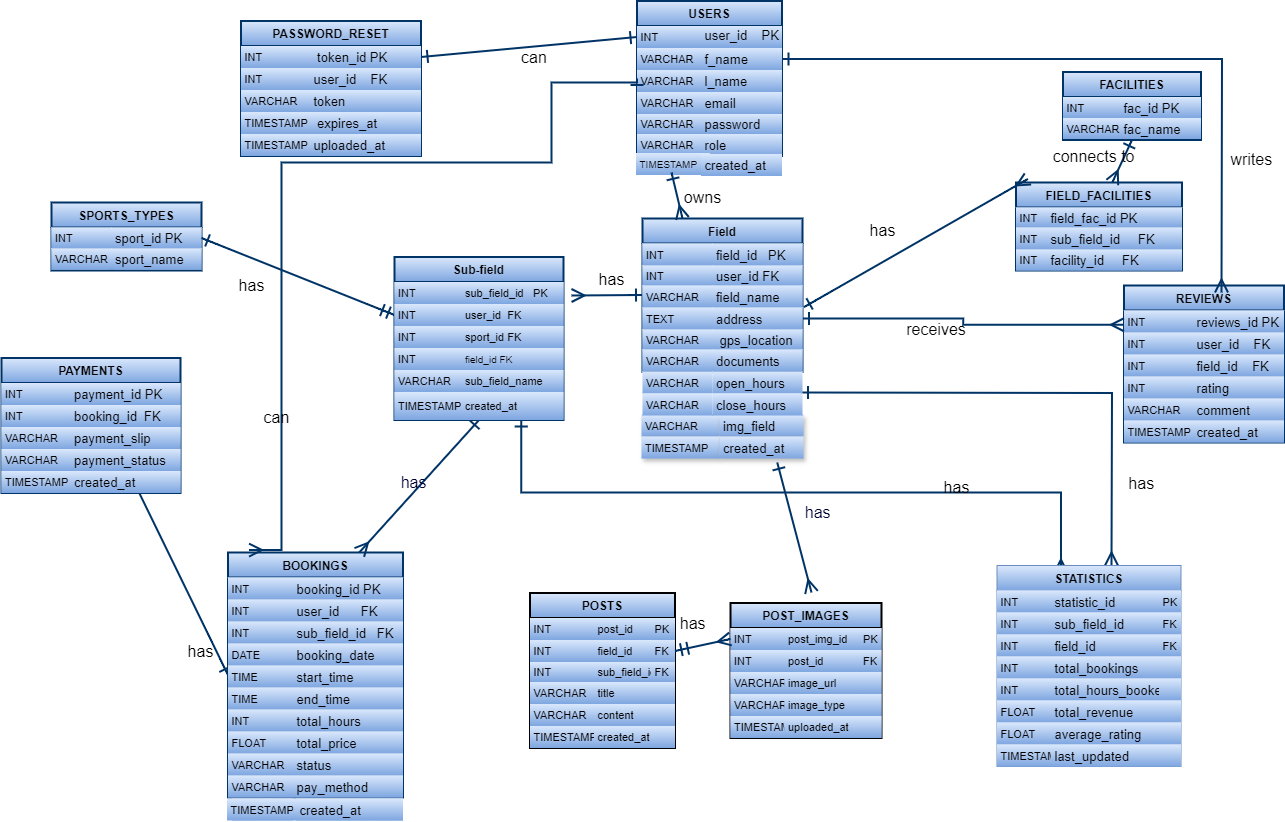 USERS
INT user_id PK
VARCHAR f_name
VARCHAR l_name
VARCHAR email
VARCHAR password
VARCHAR role
TIMESTAMP created_at
PASSWORD_RESET
INT token_id PK
INT user_id FK
VARCHAR token
TIMESTAMP expires_at
TIMESTAMP uploaded_at
can
FACILITIES
INT fac_id PK
VARCHAR fac_name
connects to
writes
owns
FIELD_FACILITIES
INT field_fac_id PK
INT sub_field_id FK
INT facility_id FK
has
SPORTS_TYPES
INT sport_id PK
VARCHAR sport_name
has
Field
INT field_id PK
INT user_id FK
VARCHAR field_name
TEXT address
VARCHAR gps_location
VARCHAR documents
VARCHAR open_hours
VARCHAR close_hours
VARCHAR img_field
TIMESTAMP created_at
Sub-field
INT sub_field_id PK
INT user_id FK
INT sport_id FK
INT field_id FK
VARCHAR sub_field_name
TIMESTAMP created_at
has
receives
REVIEWS
INT reviews_id PK
INT user_id FK
INT field_id FK
INT rating
VARCHAR comment
TIMESTAMP created_at
PAYMENTS
INT payment_id PK
INT booking_id FK
VARCHAR payment_slip
VARCHAR payment_status
TIMESTAMP created_at
can
has
has
has
has
BOOKINGS
INT booking_id PK
INT user_id FK
INT sub_field_id FK
DATE booking_date
TIME start_time
TIME end_time
INT total_hours
FLOAT total_price
VARCHAR status
VARCHAR pay_method
TIMESTAMP created_at
has
POSTS
INT post_id PK
INT field_id FK
INT sub_field_i FK
VARCHAR title
VARCHAR content
TIMESTAMF created_at
has
POST_IMAGES
INT post_img_id PK
INT post_id FK
VARCHAF image_url
VARCHAF image_type
TIMESTAI uploaded_at
STATISTICS
INT statistic_id PK
INT sub_field_id FK
INT field_id FK
INT total_bookings
INT total_hours_booke
FLOAT total_revenue
FLOAT average_rating
TIMESTAI last_updated